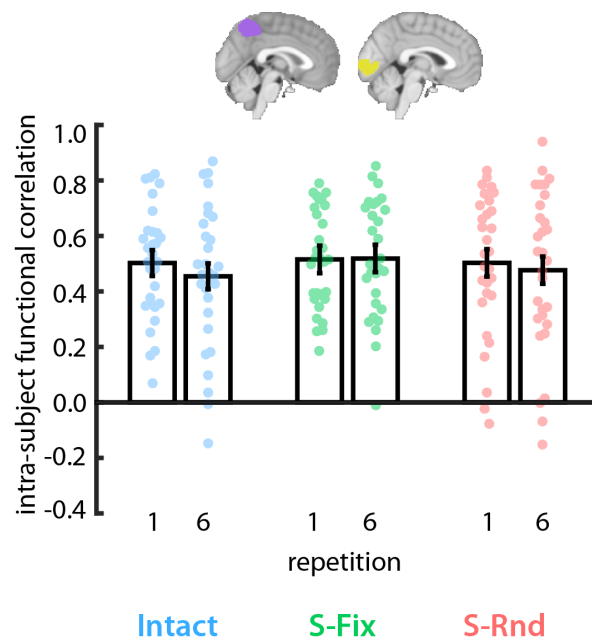 intra-subject functional correlation
1.0
0.8
0.6
0.4
0.2
0.0
-0.2
-0.4
1 6 1 6 1 6
repetition
Intact S-Fix S-Rnd